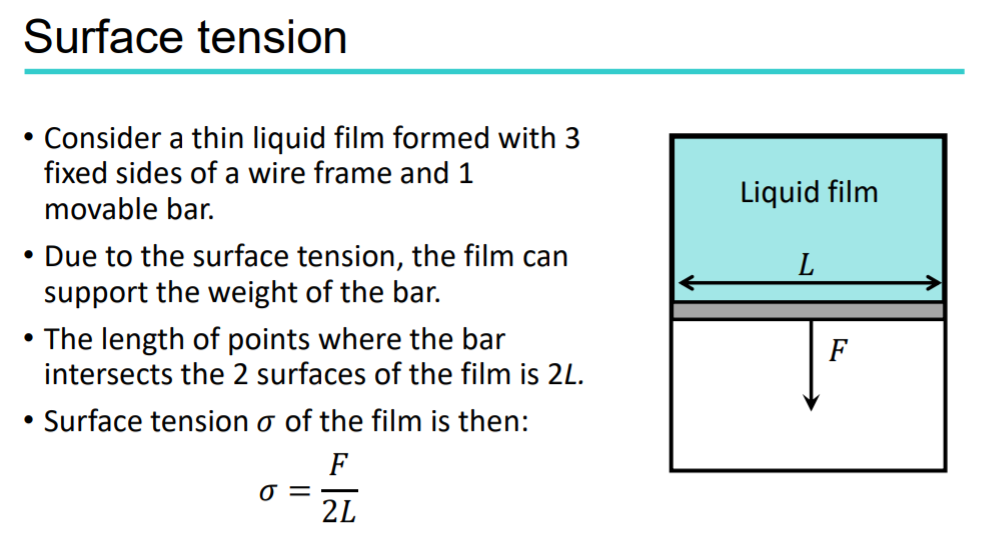 Surface tension
• Consider a thin liquid film formed with 3
fixed sides of a wire frame and 1
movable bar.
• Due to the surface tension, the film can
support the weight of the bar.
• The length of points where the bar
intersects the 2 surfaces of the film is 2L.
• Surface tension σ of the film is then:
σ = F/2L
Liquid film
L
F